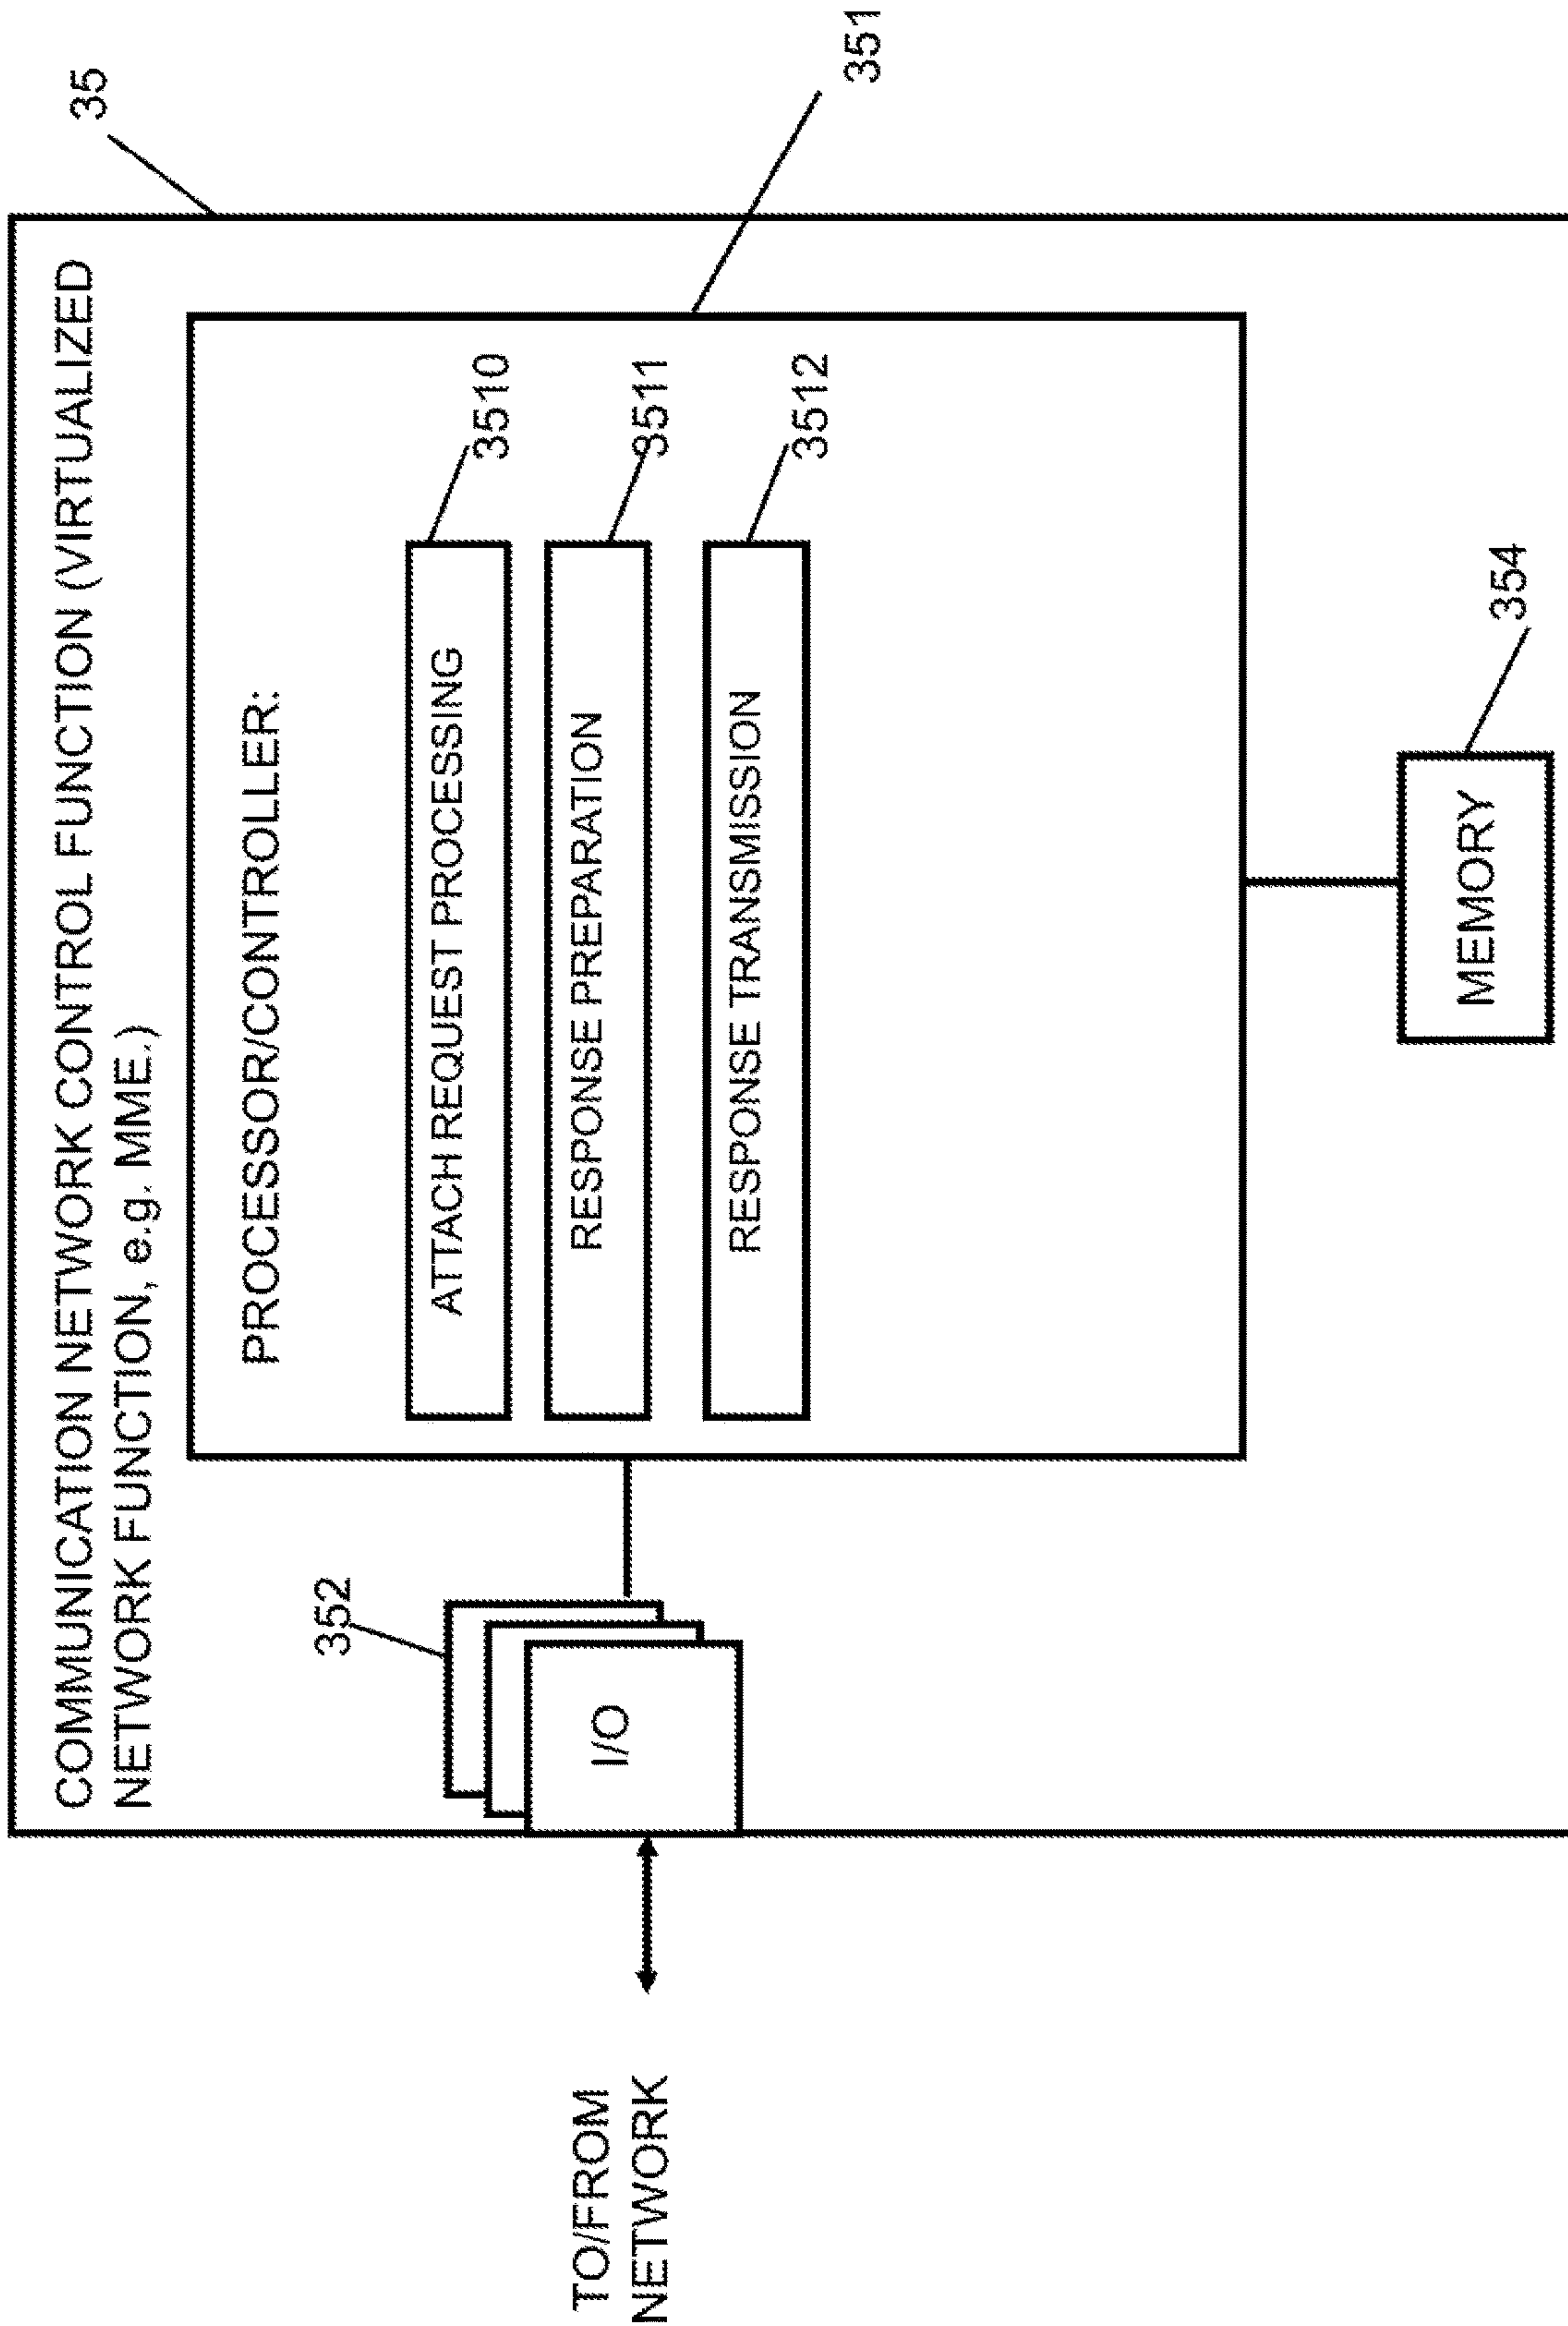 COMMUNICATION NETWORK CONTROL FUNCTION (VIRTUALIZED
NETWORK FUNCTION, e.g. MME.)
35
PROCESSOR/CONTROLLER:
351
352
ATTACH REQUEST PROCESSING
3510
I/O
RESPONSE PREPARATION
3511
TO/FROM
NETWORK
RESPONSE TRANSMISSION
3512
MEMORY
354